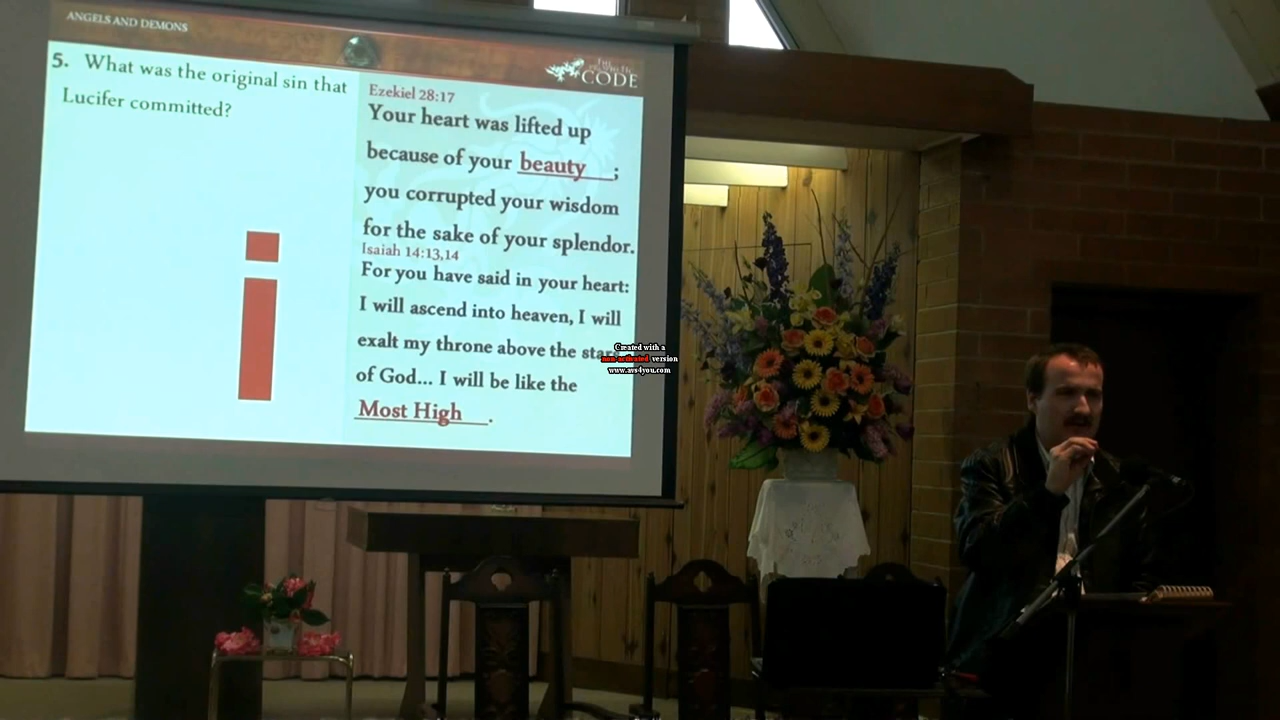 ANGELS AND DEMONS
THE
CODE
5. What was the original sin that
Lucifer committed?
i
Ezekiel 28:17
Your heart was lifted up
because of your beauty ;
you corrupted your wisdom
for the sake of your splendor.
Isaiah 14:13,14
For you have said in your heart:
I will ascend into heaven, I will
exalt my throne above the stars
of God... I will be like the
Most High .
Created with a
non-activated version
www.avs4you.com